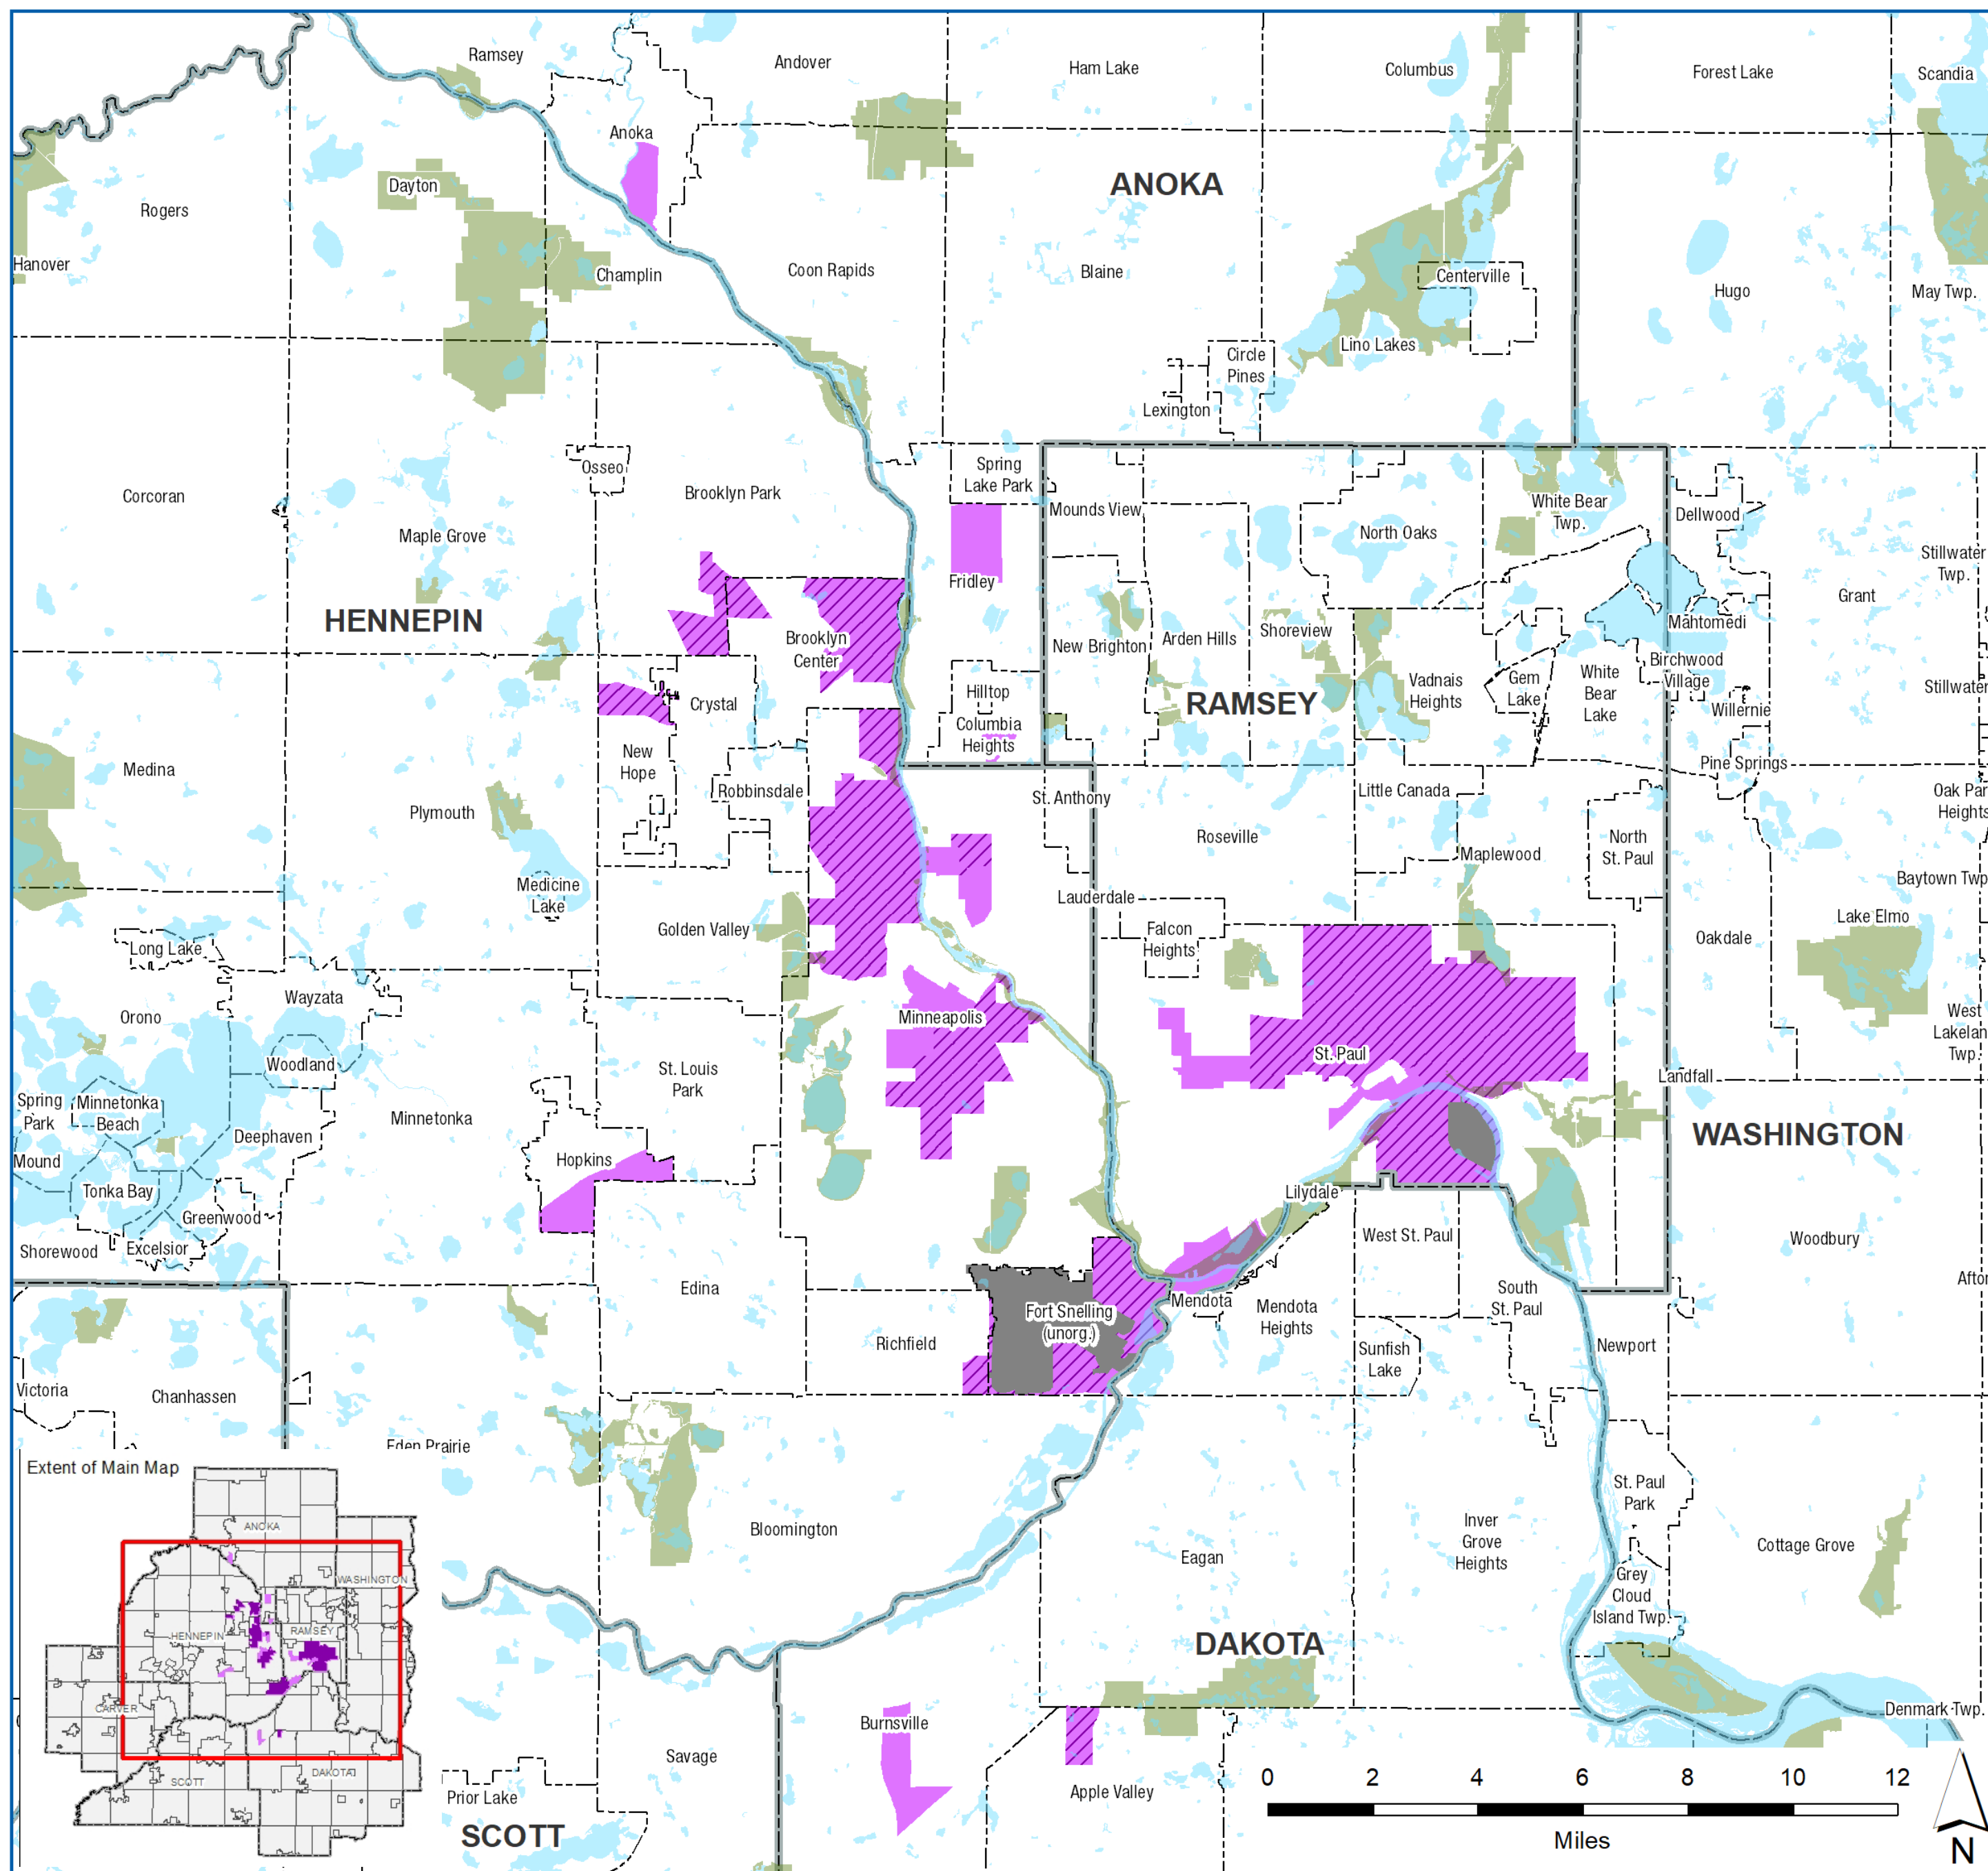 Ramsey
Andover
Ham Lake
Columbus
Forest Lake
Scandia
Anoka
ANOKA
Dayton
Rogers
Hanover
Champlin
Coon Rapids
Blaine
Centerville
Hugo
May Twp.
Lino Lakes
Circle
Pines
Lexington
Osseo
Spring
Lake Park
Corcoran
Brooklyn Park
Mounds View
White Bear
Twp.
Dellwood
Maple Grove
North Oaks
Stillwater
Twp.
Fridley
Grant
HENNEPIN
Brooklyn
Center
New Brighton
Arden Hills
Shoreview
Mahtomedi
Birchwood
Village
Hilltop
Columbia
Heights
Crystal
RAMSEY
Vadnais
Heights
Gem
Lake
White
Bear
Lake
Willernie
Stillwater
New
Hope
Medina
Pine Springs
Plymouth
Robbinsdale
St. Anthony
Little Canada
Oak Par
Heights
Roseville
North
St. Paul
Maplewood
Medicine
Lake
Baytown Twp
Lauderdale
Golden Valley
Falcon
Heights
Oakdale
Lake Elmo
Long Lake
Wayzata
Orono
Minneapolis
West
Lakelan
Twp.
Woodland
St. Louis
Park
St. Paul
Landfall
Spring
Park
Minnetonka
Beach
Minnetonka
Deephaven
WASHINGTON
Mound
Hopkins
Tonka Bay
Greenwood
Lilydale
Shorewood
Excelsior
West St. Paul
Woodbury
Edina
Fort Snelling
(unorg.)
Mendota
Mendota
Heights
South
St. Paul
Afto
Richfield
Sunfish
Lake
Newport
Victoria
Chanhassen
Eden Prairie
St. Paul
Park
Bloomington
Eagan
Inver
Grove
Heights
Cottage Grove
Grey
Cloud
Island Twp.
DAKOTA
Denmark Twp.
Burnsville
Savage
Apple Valley
Prior Lake
SCOTT
Extent of Main Map
ANOKA
WASHINGTON
HENNEPIN
RAMSEY
CARVER
SCOTT
DAKOTA
0 2 4 6 8 10 12
Miles
N